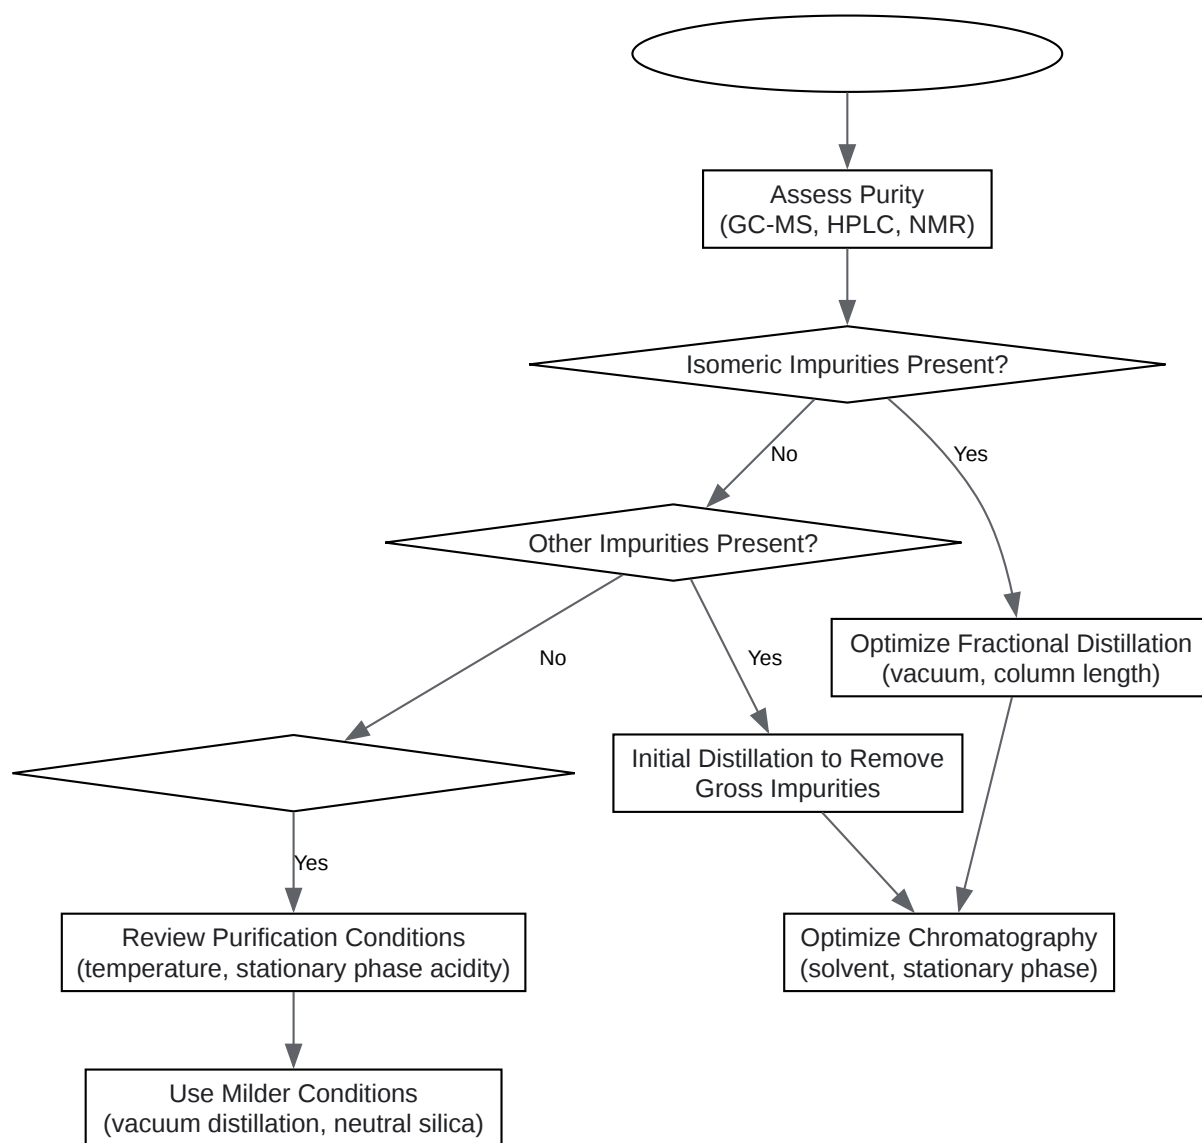 Assess Purity
(GC-MS, HPLC, NMR)
Isomeric Impurities Present?
No
Yes
Other Impurities Present?
No
Yes
Optimize Fractional Distillation
(vacuum, column length)
Initial Distillation to Remove
Gross Impurities
Yes
Review Purification Conditions
(temperature, stationary phase acidity)
Optimize Chromatography
(solvent, stationary phase)
Use Milder Conditions
(vacuum distillation, neutral silica)